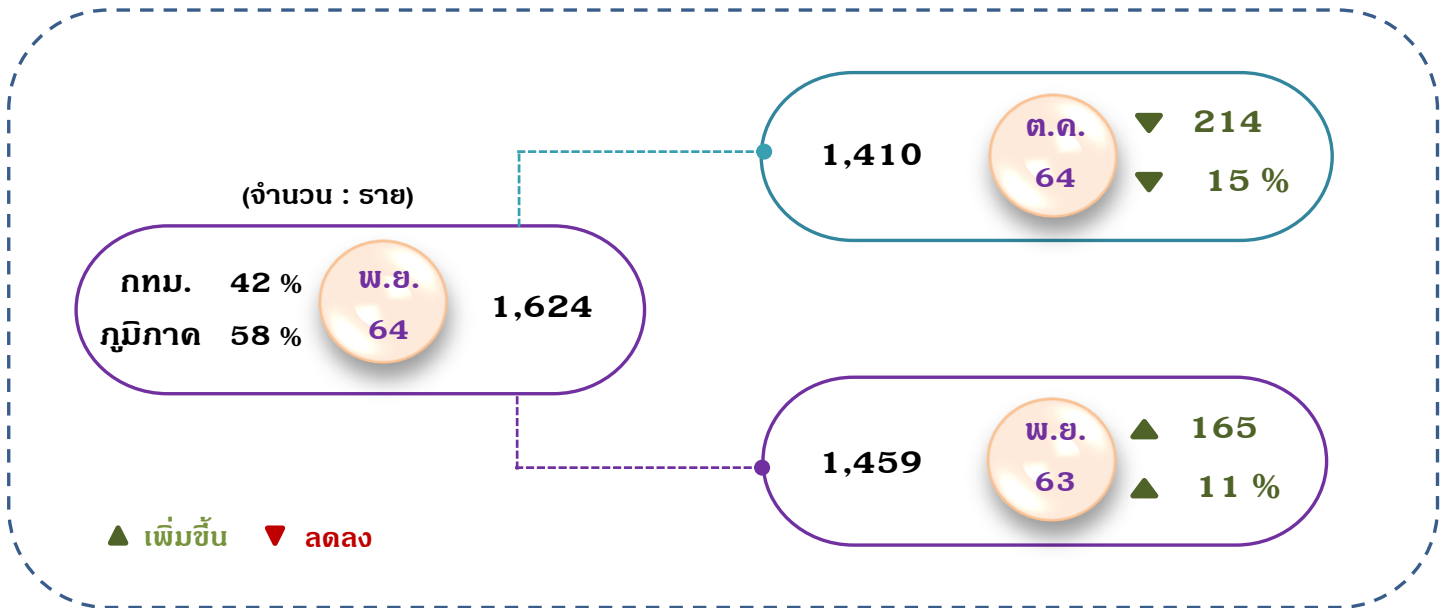 (จำนวน : ราย)
กทม. 42 %
ภูมิภาค 58 %
พ.ย.
64
1,624
1,410
ต.ค.
64
▼ 214
▼ 15 %
1,459
พ.ย.
63
▲ 165
▲ 11 %
▲ เพิ่มขึ้น ▼ ลดลง